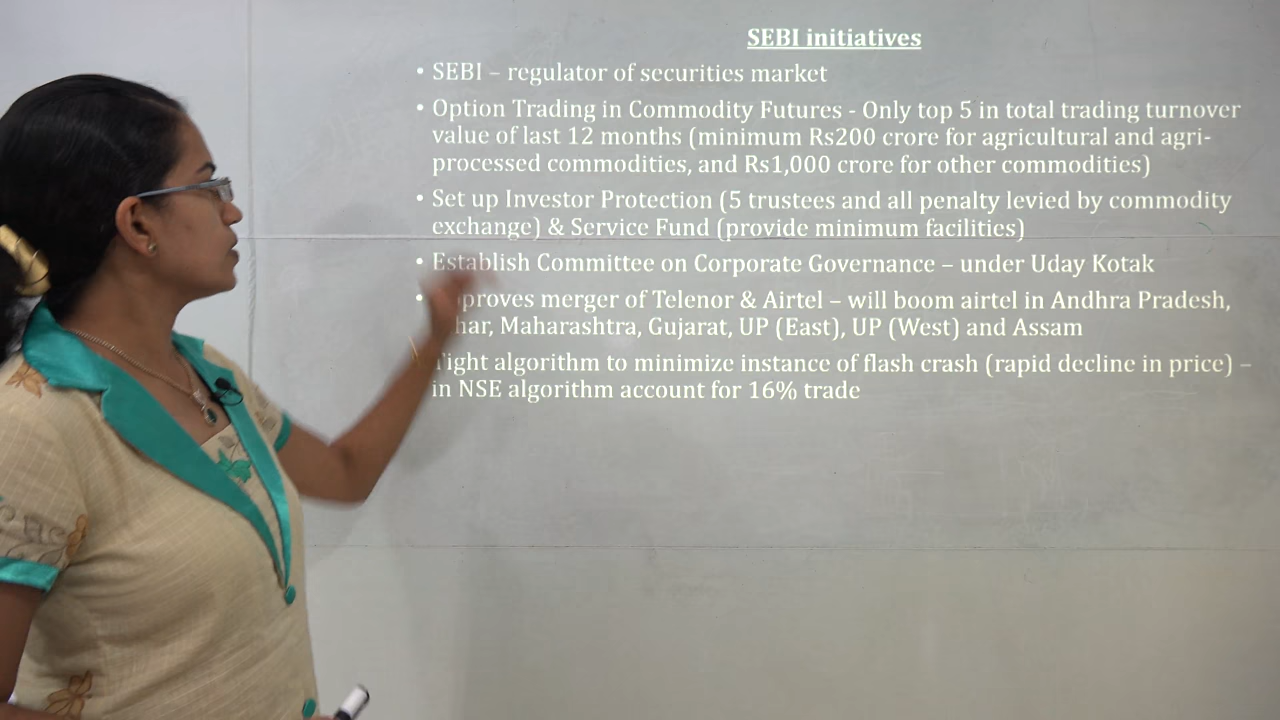 SEBI initiatives
• SEBI – regulator of securities market
• Option Trading in Commodity Futures - Only top 5 in total trading turnover
value of last 12 months (minimum Rs200 crore for agricultural and agri-
processed commodities, and Rs1,000 crore for other commodities)
• Set up Investor Protection (5 trustees and all penalty levied by commodity
exchange) & Service Fund (provide minimum facilities)
• Establish Committee on Corporate Governance – under Uday Kotak
• merger of Telenor & Airtel – will boom airtel in Andhra Pradesh,
Maharashtra, Gujarat, UP (East), UP (West) and Assam
Tight algorithm to minimize instance of flash crash (rapid decline in price) –
in NSE algorithm account for 16% trade